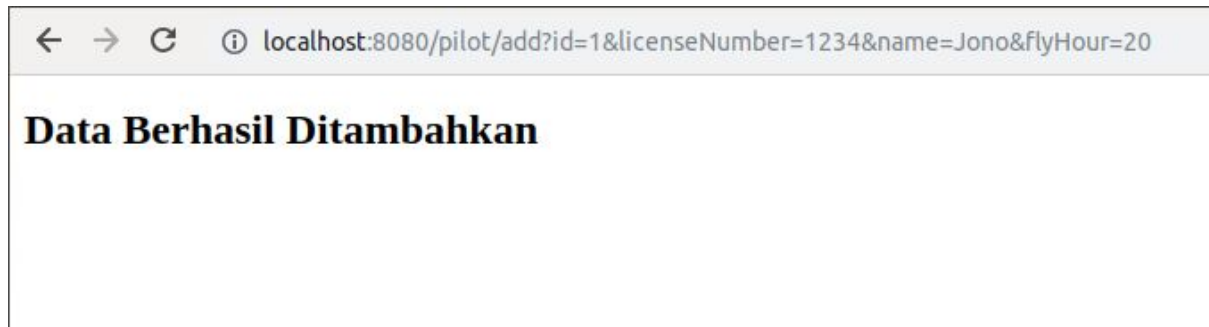 localhost:8080/pilot/add?id=1&licenseNumber=1234&name=Jono&flyHour=20
Data Berhasil Ditambahkan